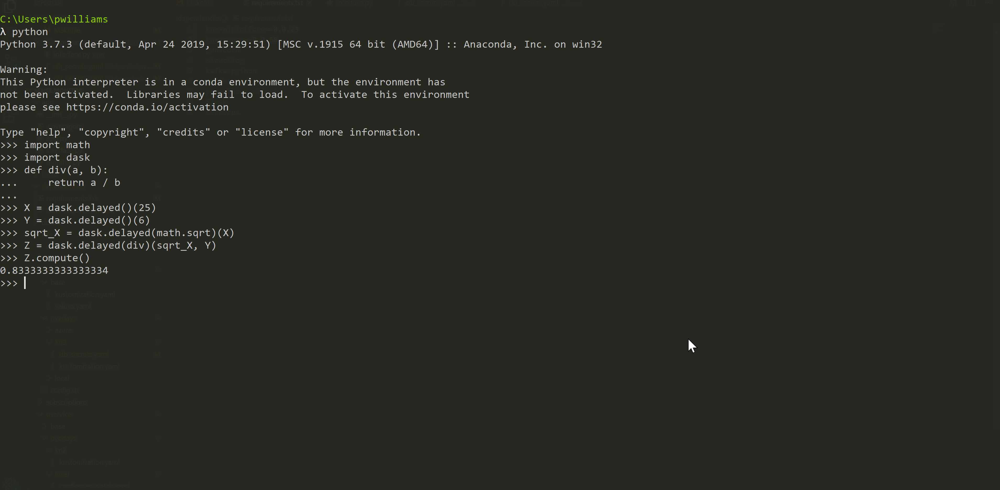 C:\Users\pwilliams
λ python
Python 3.7.3 (default, Apr 24 2019, 15:29:51) [MSC v.1915 64 bit (AMD64)] :: Anaconda, Inc. on win32
Warning:
This Python interpreter is in a conda environment, but the environment has
not been activated.  Libraries may fail to load.  To activate this environment
please see https://conda.io/activation
Type "help", "copyright", "credits" or "license" for more information.
>>> import math
>>> import dask
>>> def div(a, b):
...     return a / b
...
>>> X = dask.delayed()(25)
>>> Y = dask.delayed()(6)
>>> sqrt_X = dask.delayed(math.sqrt)(X)
>>> Z = dask.delayed(div)(sqrt_X, Y)
>>> Z.compute()
0.8333333333333334
>>>